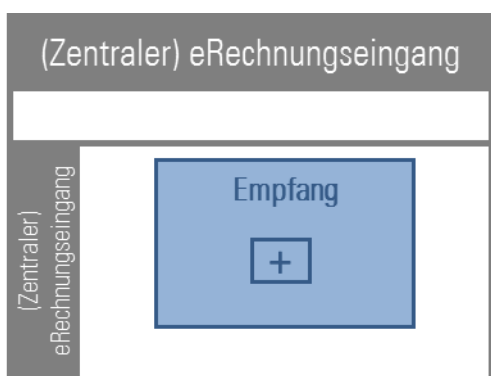 (Zentraler) eRechnungseingang
(Zentraler)
eRechnungseingang
Empfang
+